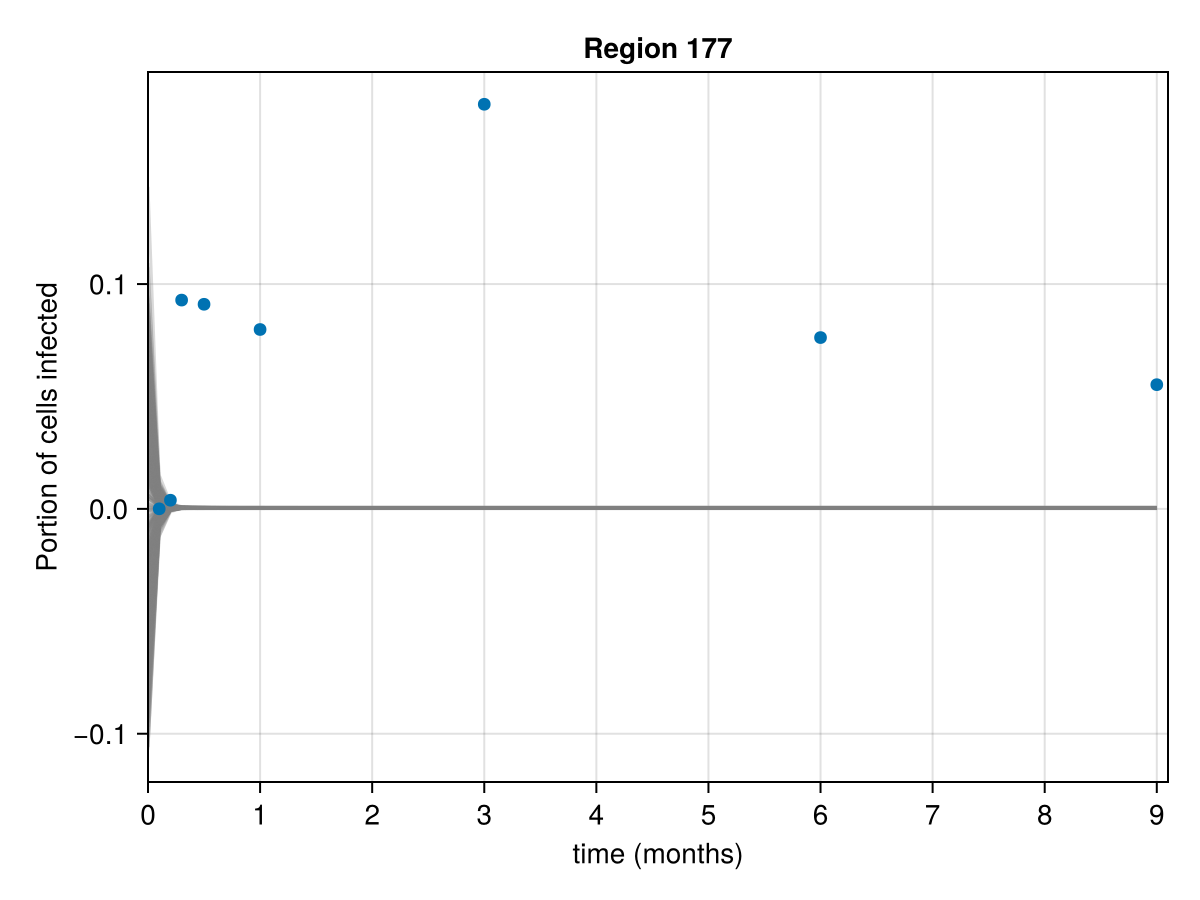 Region 177
Portion of cells infected
0.1
0.0
−0.1
0 1 2 3 4 5 6 7 8 9
time (months)